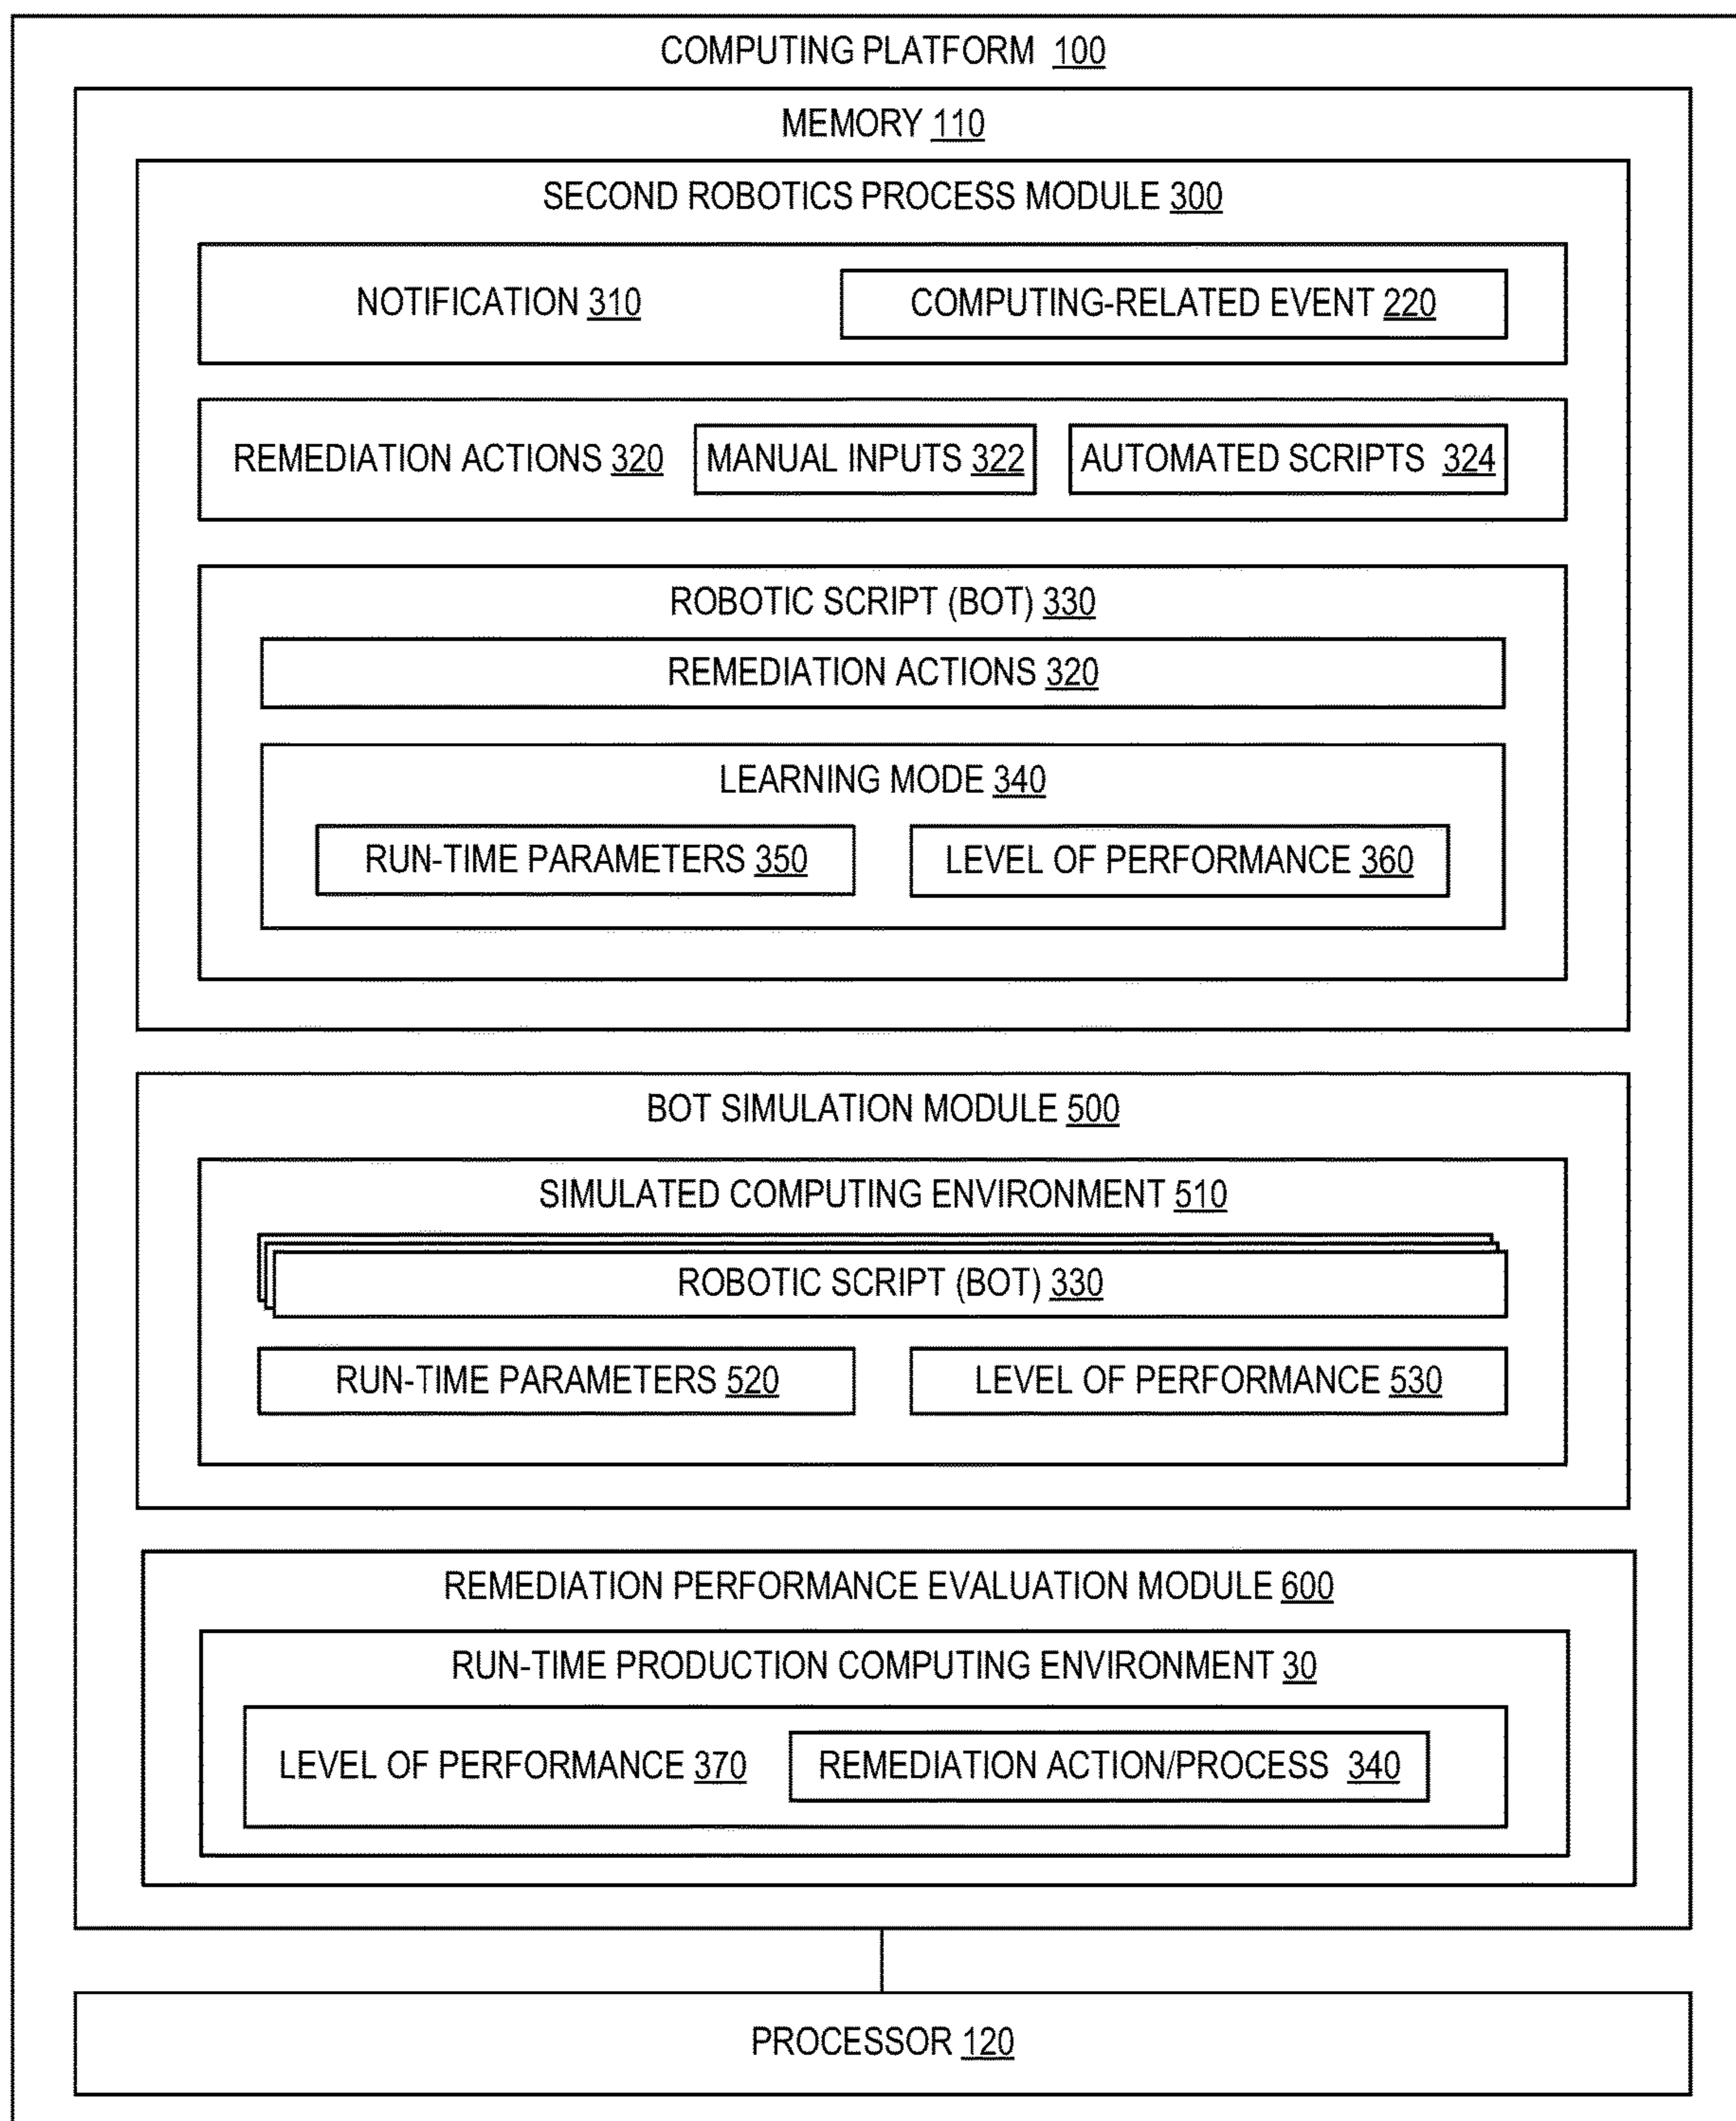 COMPUTING PLATFORM 100
MEMORY 110
SECOND ROBOTICS PROCESS MODULE 300
NOTIFICATION 310 COMPUTING-RELATED EVENT 220
REMEDIATION ACTIONS 320 MANUAL INPUTS 322 AUTOMATED SCRIPTS 324
ROBOTIC SCRIPT (BOT) 330
REMEDIATION ACTIONS 320
LEARNING MODE 340
RUN-TIME PARAMETERS 350 LEVEL OF PERFORMANCE 360
BOT SIMULATION MODULE 500
SIMULATED COMPUTING ENVIRONMENT 510
ROBOTIC SCRIPT (BOT) 330
RUN-TIME PARAMETERS 520 LEVEL OF PERFORMANCE 530
REMEDIATION PERFORMANCE EVALUATION MODULE 600
RUN-TIME PRODUCTION COMPUTING ENVIRONMENT 30
LEVEL OF PERFORMANCE 370 REMEDIATION ACTION/PROCESS 340
PROCESSOR 120